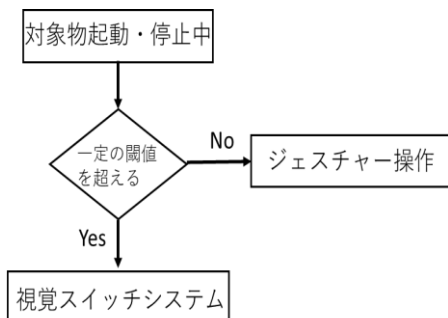 対象物起動・停止中
一定の閾値
を超える
No
ジェスチャー操作
Yes
視覚スイッチシステム